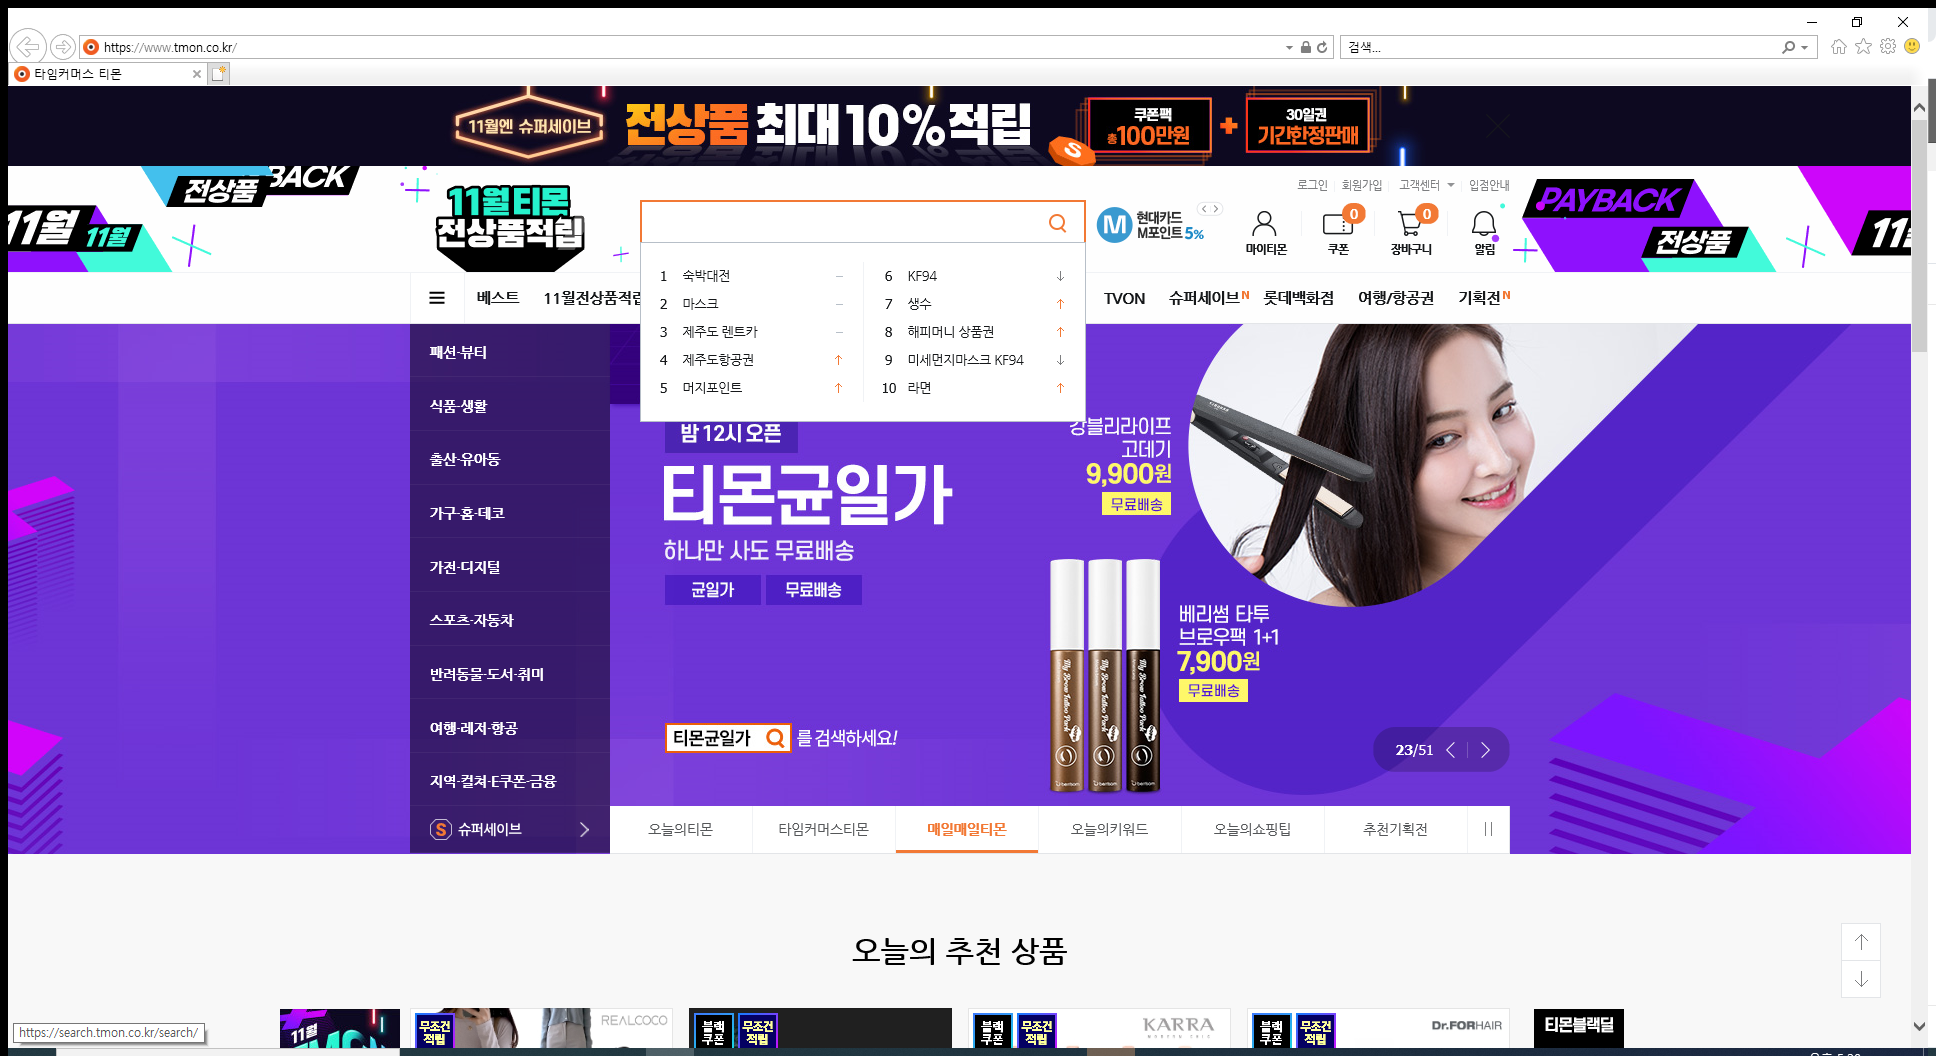 https://www.tmon.co.kr/
검색...
타임커머스 티몬
11월엔 슈퍼세이브
전상품 최대 10%적립
쿠폰팩
총100만원
+
30일권
기간한정판매
로그인
회원가입
고객센터
입점안내
전상품
BACK
11월
11월
11월 티몬
전상품적립
M 현대카드
M포인트 5%
마이티몬
0
쿠폰
0
장바구니
알림
PAYBACK
전상품
11
베스트
11월전상품적립
TVON
슈퍼세이브N
롯데백화점
여행/항공권
기획전N
1 숙박대전
2 마스크
3 제주도 렌트카
4 제주도항공권
5 머지포인트
6 KF94
7 생수
8 해피머니 상품권
9 미세먼지마스크 KF94
10 라면
패션·뷰티
식품·생활
출산·유아동
가구·홈·데코
가전·디지털
스포츠·자동차
반려동물·도서·취미
여행·레저·항공
지역·컬쳐·E쿠폰·금융
S 슈퍼세이브
밤 12시 오픈
티몬균일가
하나만 사도 무료배송
균일가
무료배송
티몬균일가
를 검색하세요!
강블리라이프
고데기
9,900원
무료배송
베리썸 타투
브로우팩 1+1
7,900원
무료배송
My Brow Tattoo Pack
My Brow Tattoo Pack
My Brow Tattoo Pack
berrisom
berrisom
berrisom
23/51
오늘의티몬
타임커머스티몬
매일매일티몬
오늘의키워드
오늘의쇼핑팁
추천기획전
오늘의 추천 상품
11월
무조건
적립
REALCOCO
블랙
쿠폰
무조건
적립
블랙
쿠폰
무조건
적립
KARRA
블랙
쿠폰
무조건
적립
Dr.FORHAIR
티몬블랙딜
https://search.tmon.co.kr/search/